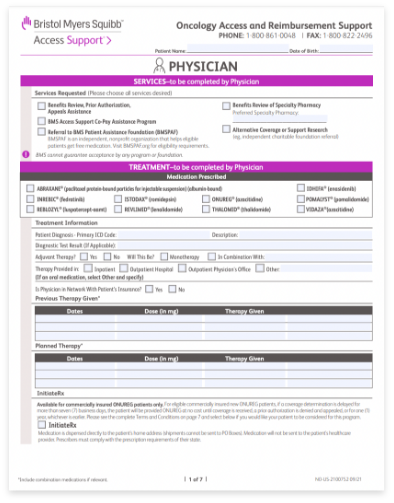 Bristol Myers Squibb™
Access Support®
Oncology Access and Reimbursement Support
PHONE: 1-800 861-0048 | FAX: 1-800-822-2496
Patient Name: Date of Birth:
PHYSICIAN
SERVICES–to be completed by Physician
Services Requested (Please choose all services desired)
Benefits Review, Prior Authorization,
Appeals Assistance
BMS Access Support Co-Pay Assistance Program
Referral to BMS Patient Assistance Foundation (BMSPAF)
BMSPAF is an independent, nonprofit organization that helps eligible
patients get free medication. Visit BMSPAF.org for eligibility requirements.
Benefits Review of Specialty Pharmacy
Preferred Specialty Pharmacy:
Alternative Coverage or Support Research
(eg, independent charitable foundation referral)
BMS cannot guarantee acceptance by any program or foundation.
TREATMENT–to be completed by Physician
Medication Prescribed
ABRAXANE® (paclitaxel protein-bound particles for injectable suspension) (albumin-bound) IDHIFA® (enasidenib)
INREBIC® (fedratinib) ISTODAX® (romidepsin) ONUREG® (azacitidine) POMALYST® (pomalidomide)
REBLOZYL® (luspatercept-aamt) REVLIMID® (lenalidomide) THALOMID® (thalidomide) VIDAZA® (azacitidine)
Treatment Information
Patient Diagnosis - Primary ICD Code: Description:
Diagnostic Test Result (If Applicable)
Adjuvant Therapy? Yes No Will This Be? Monotherapy In Combination With:
Therapy Provided in: Inpatient Outpatient Hospital Outpatient Physician's Office Other:
(If an oral medication, select Other and specify)
Is Physician in Network With Patient's Insurance? Yes No
Previous Therapy Given*
Dates Dose (in mg) Therapy Given
Planned Therapy*
Dates Dose (in mg) Therapy Given
InitiateRx
Available for commercially insured ONUREG patients only. For eligible commercially insured new ONUREG patients, if a coverage determination is delayed for
more than seven (7) business days, the patient will be provided ONUREG at no cost until coverage is received, a prior authorization is denied and appealed, or for one (1)
year, whichever is earlier. Please see the complete Terms and Conditions on page 7 and select below if you would like your patient to be considered for this program.
InitiateRx
Medication is dispensed directly to the patient's home address (shipments cannot be sent to PO Boxes). Medication will not be sent to the patient's healthcare
provider. Prescribers must comply with the prescription requirements of their state.
*Include combination medications if relevant.
1 of 7